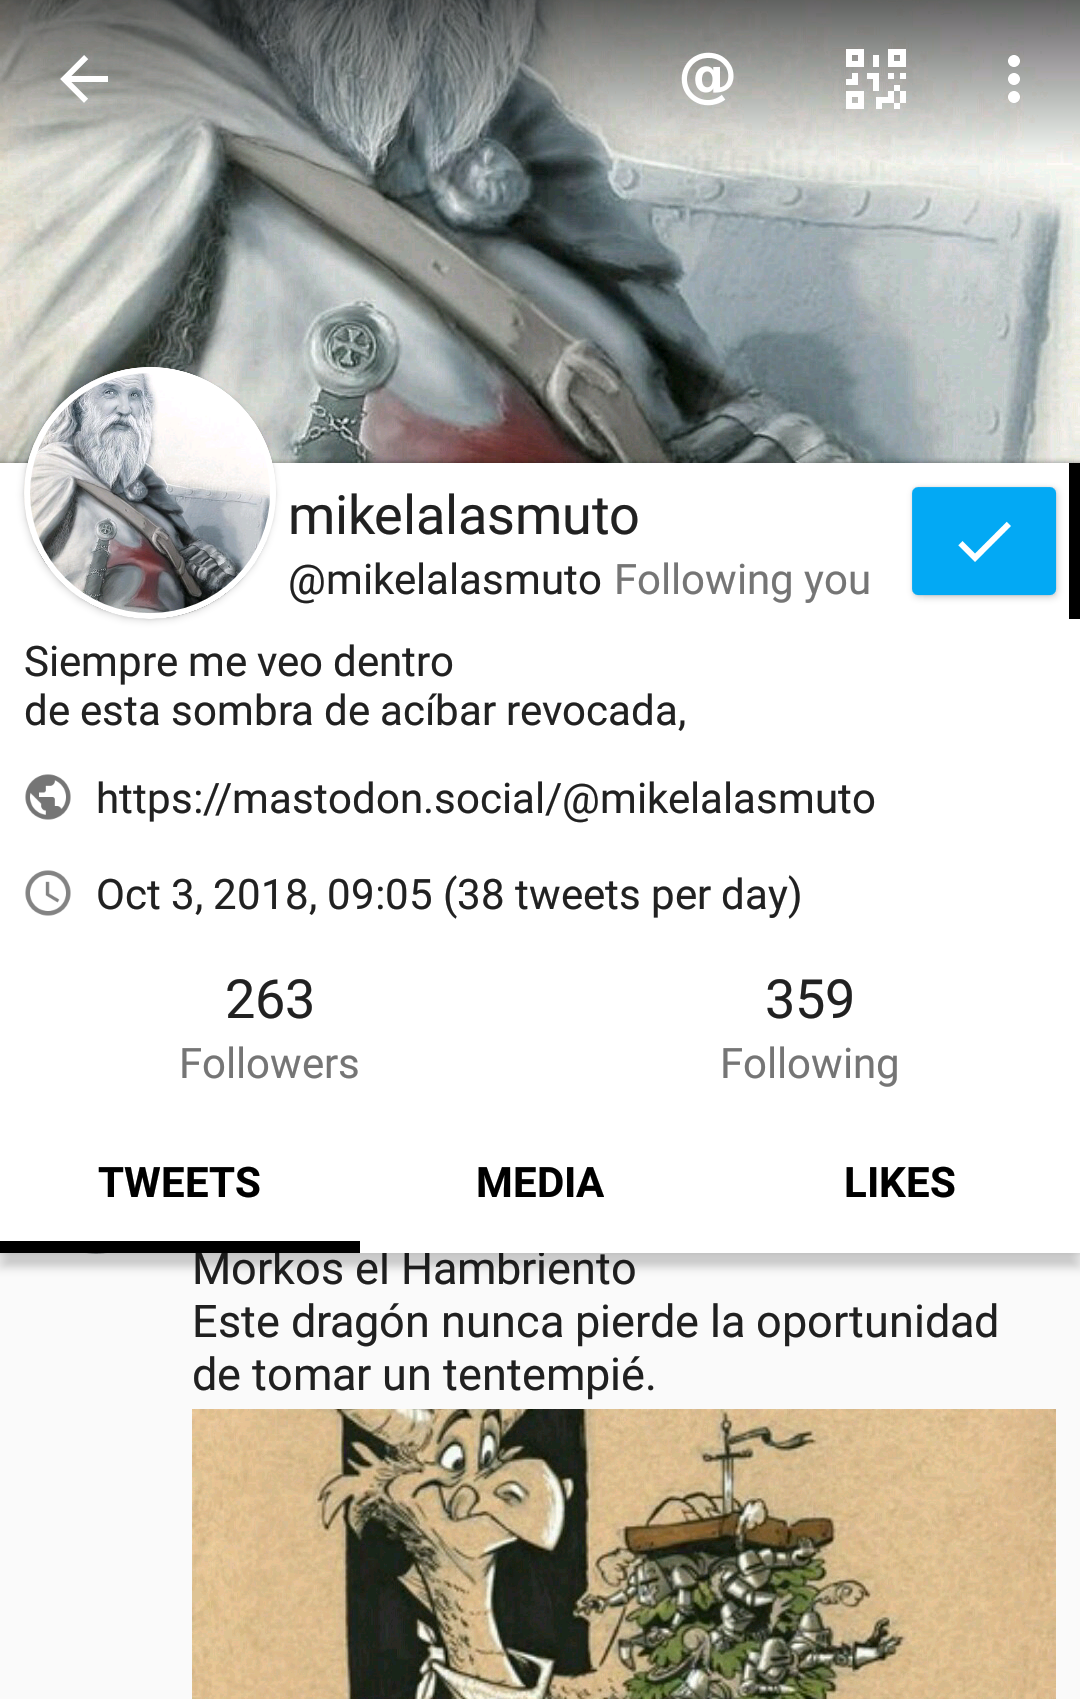 @
mikelalasmuto
@mikelalasmuto Following you
Siempre me veo dentro
de esta sombra de acíbar revocada,
https://mastodon.social/@mikelalasmuto
Oct 3, 2018, 09:05 (38 tweets per day)
263
Followers
359
Following
TWEETS
MEDIA
LIKES
Morkos el Hambriento
Este dragón nunca pierde la oportunidad
de tomar un tentempié.